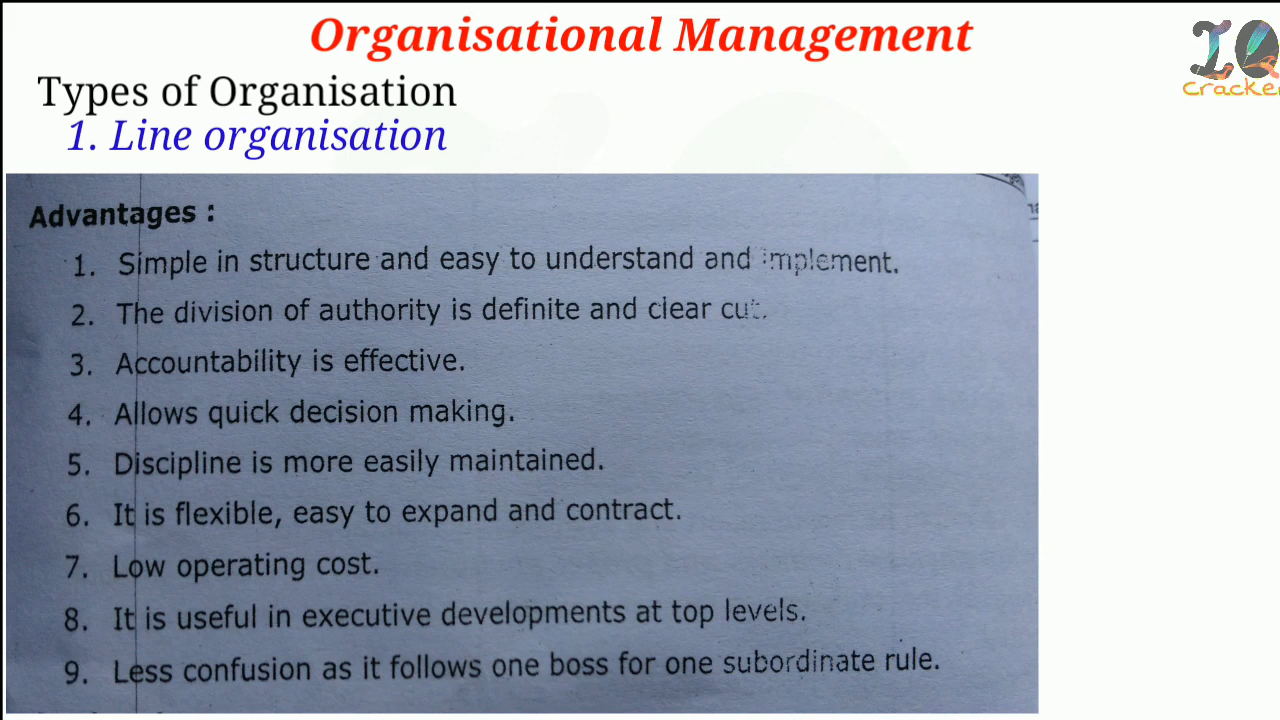 Organisational Management
IQ
Cracker
Types of Organisation
1. Line organisation
Advantages :
1. Simple in structure and easy to understand and implement.
2. The division of authority is definite and clear cut.
3. Accountability is effective.
4. Allows quick decision making.
5. Discipline is more easily maintained.
6. It is flexible, easy to expand and contract.
7. Low operating cost.
8. It is useful in executive developments at top levels.
9. Less confusion as it follows one boss for one subordinate rule.